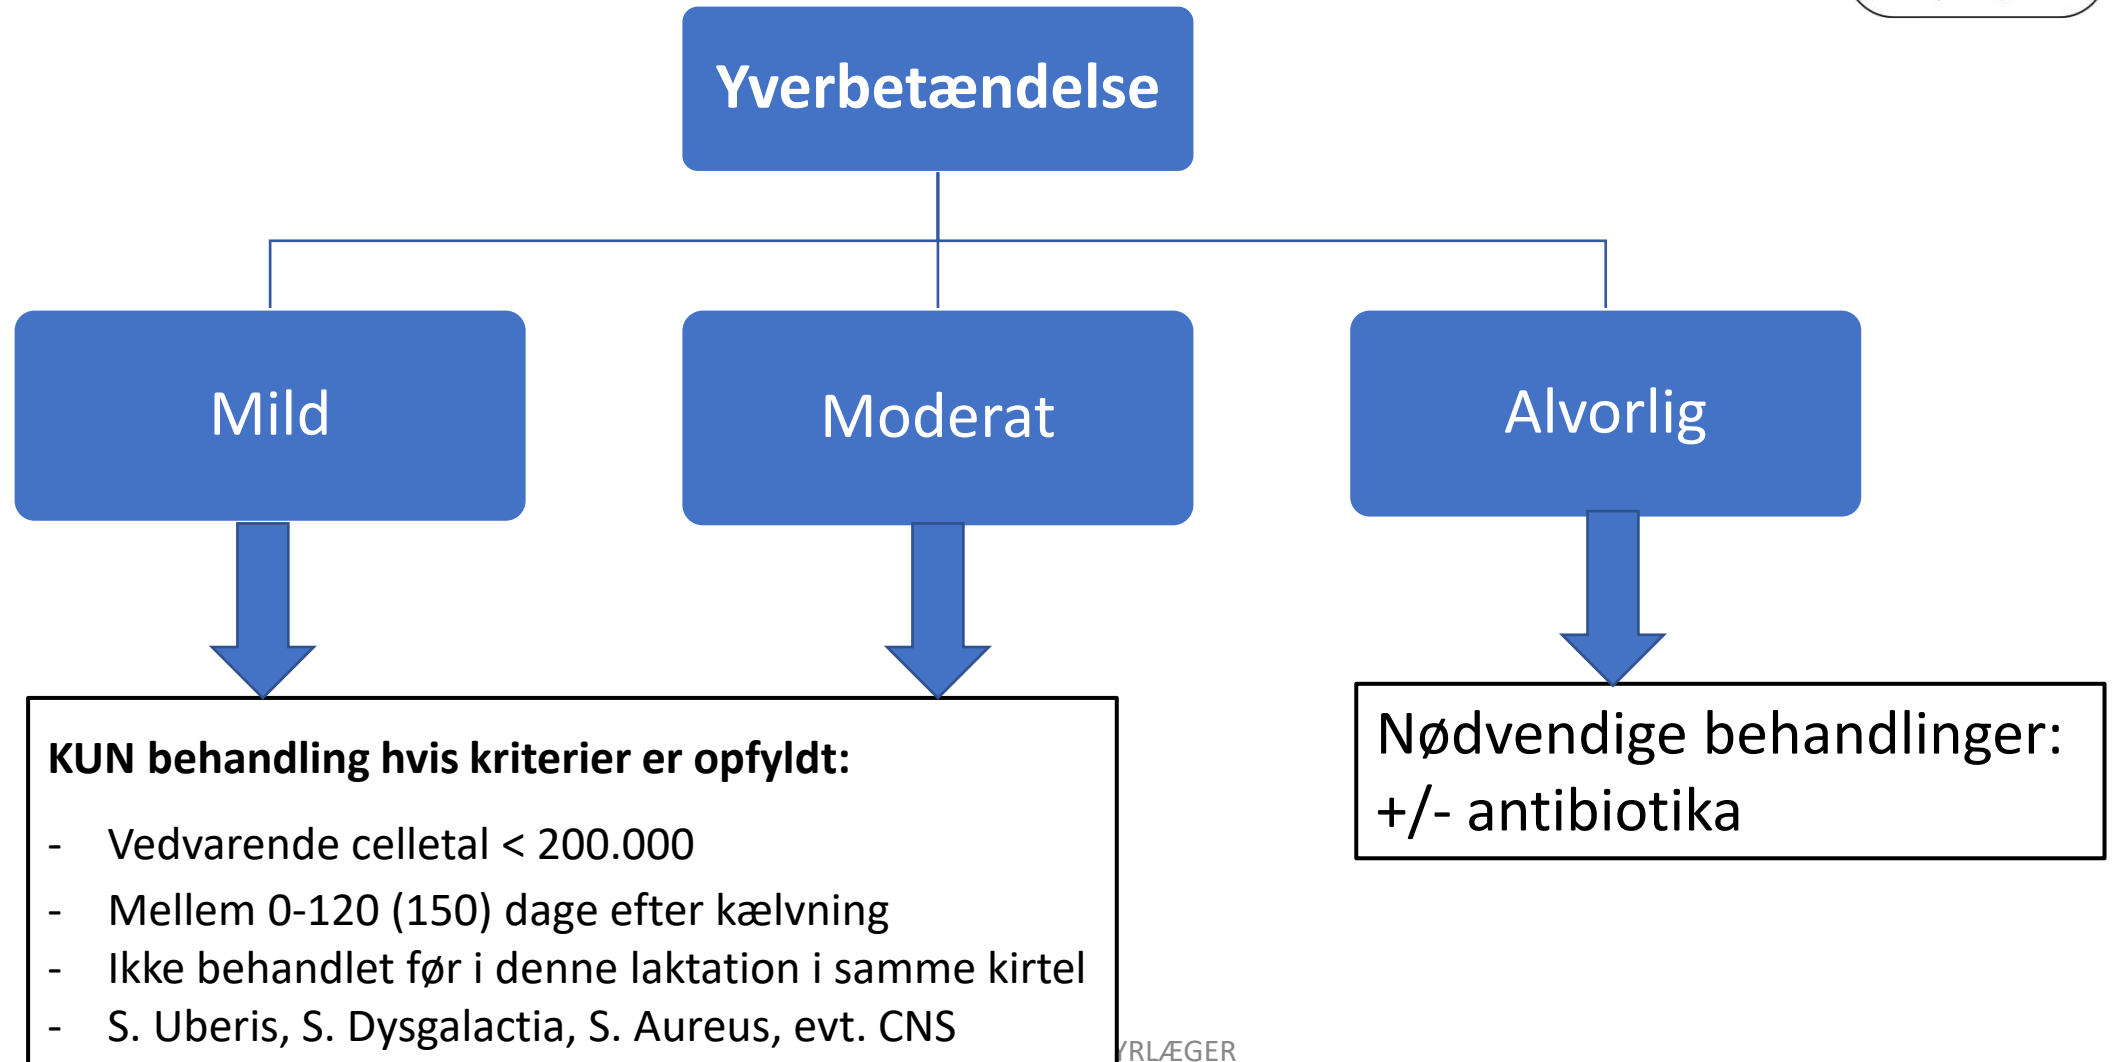 Yverbetændelse
Mild
Moderat
Alvorlig
KUN behandling hvis kriterier er opfyldt:
- Vedvarende celletal < 200.000
- Mellem 0-120 (150) dage efter kælvning
- Ikke behandlet før i denne laktation i samme kirtel
- S. Uberis, S. Dysgalactia, S. Aureus, evt. CNS
Nødvendige behandlinger:
+/- antibiotika